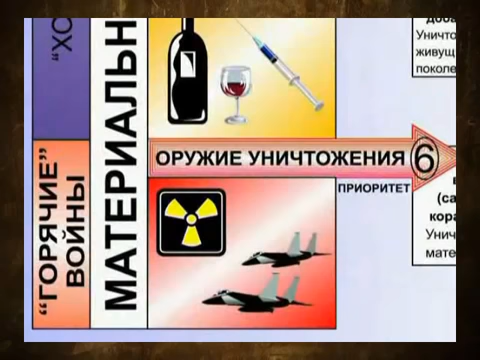 "ХО
"ГОРЯЧИЕ"
ВОЙНЫ
МАТЕРИАЛЬН
ОРУЖИЕ УНИЧТОЖЕНИЯ 6
ПРИОРИТЕТ
Уничто
живущ
поколе
(са
кора
Унич
мате